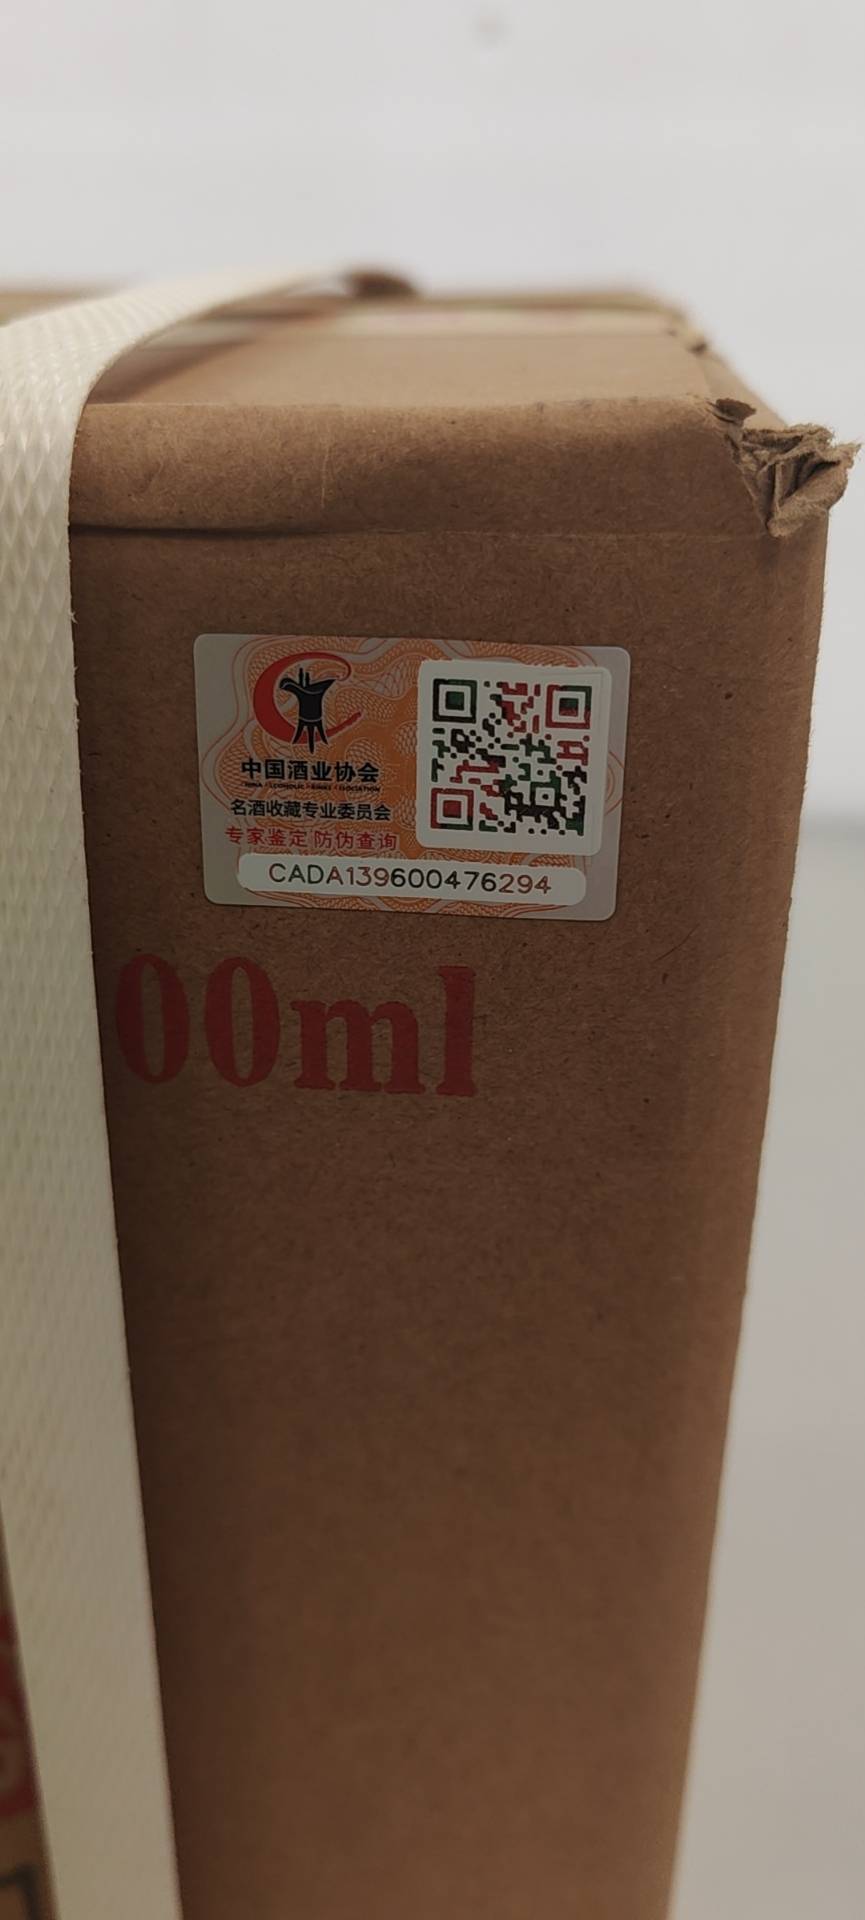 中国酒业协会
名酒收藏专业委员会
专家鉴定 防伪查询
CADA139600476294
00ml